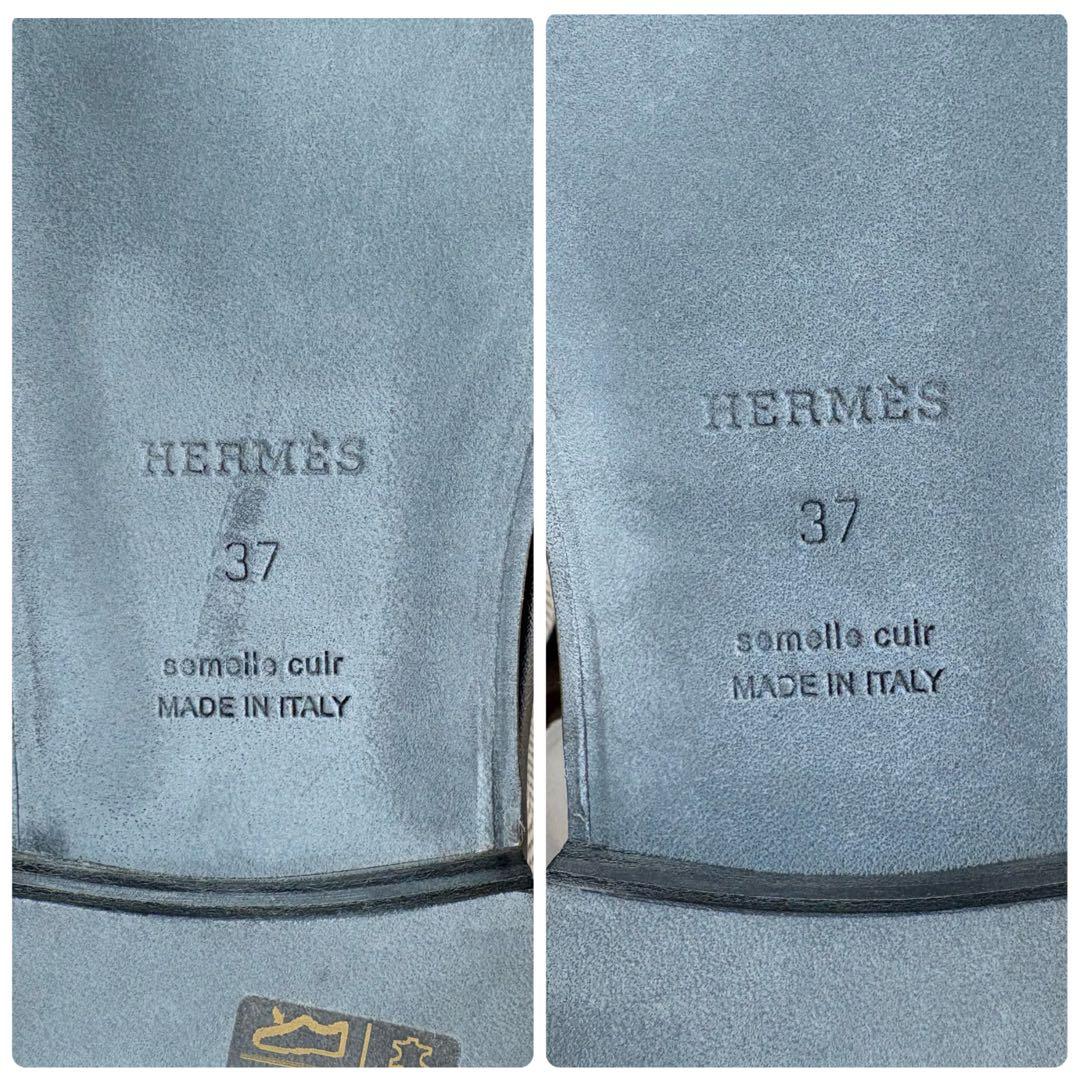 HERMÈS
37
semelle cuir
MADE IN ITALY
HERMÈS
37
semelle cuir
MADE IN ITALY